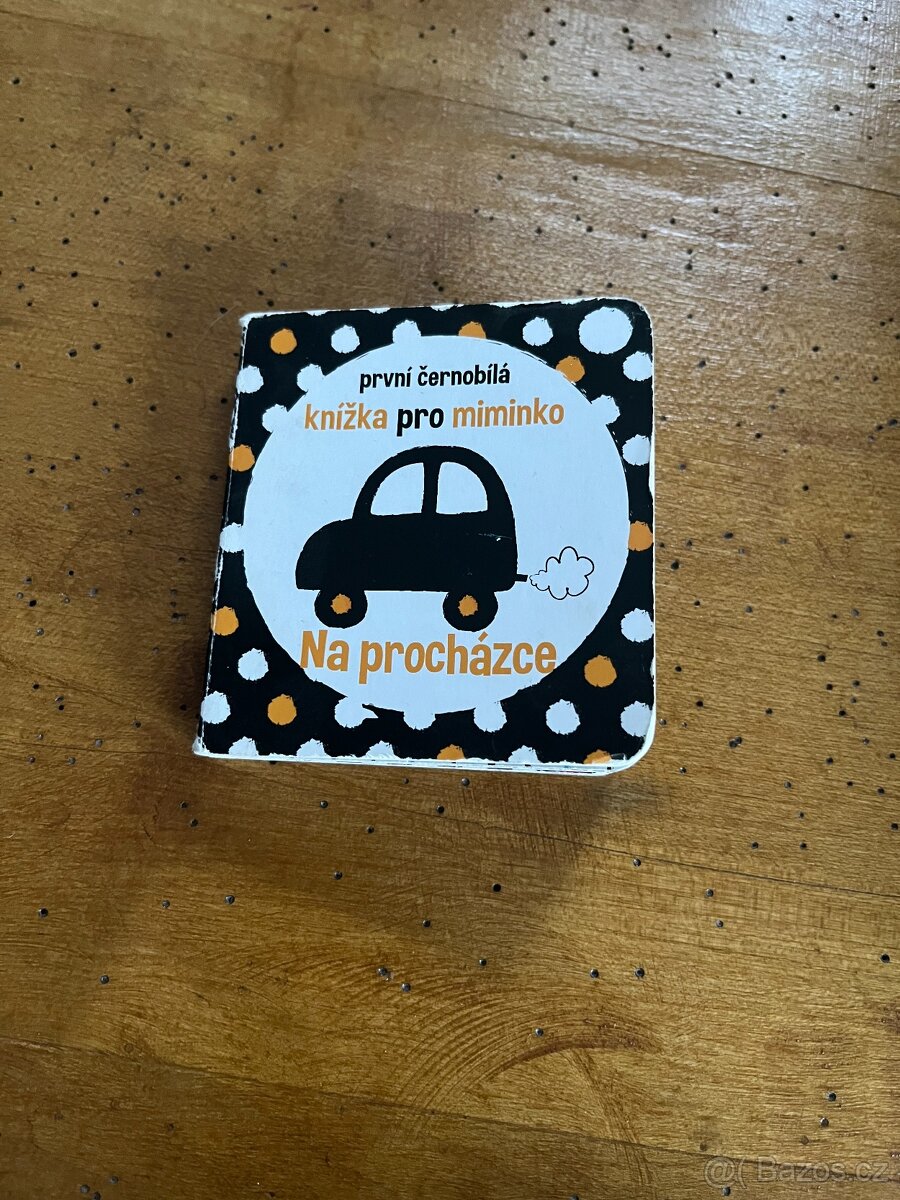 první černobílá
knížka pro miminko
Na procházce
@( Bazos.cz